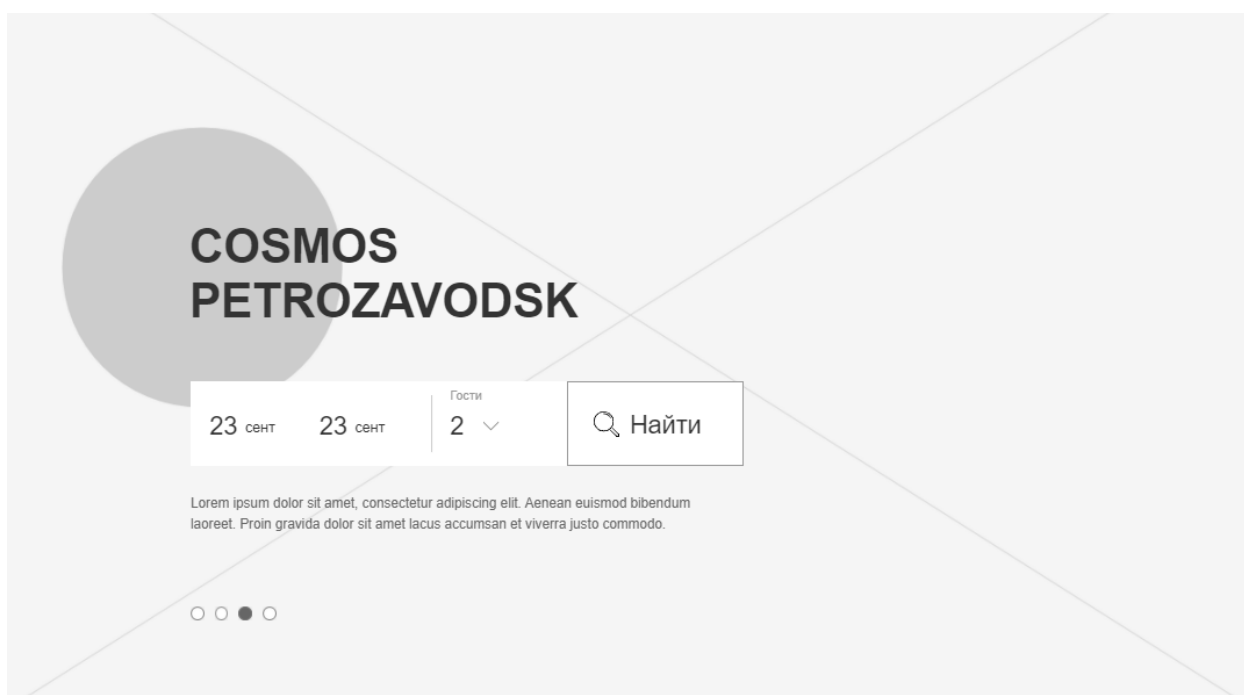 COSMOS
PETROZAVODSK
Гости
23 сент 23 сент 2 Найти
Lorem ipsum dolor sit amet, consectetur adipiscing elit. Aenean euismod bibendum
laoreet. Proin gravida dolor sit amet lacus accumsan et viverra justo commodo.